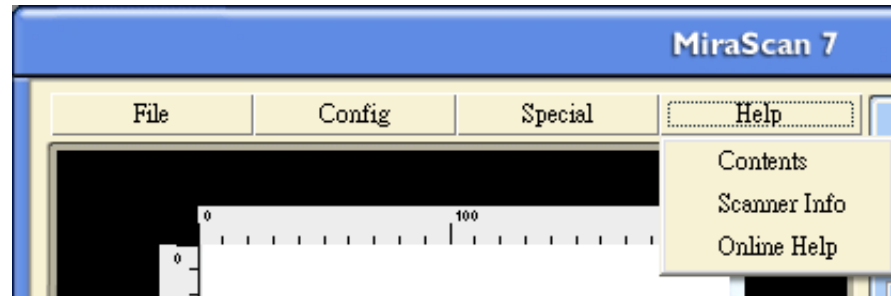 MiraScan 7
File Config Special Help
Contents
Scanner Info
Online Help
0 100
0